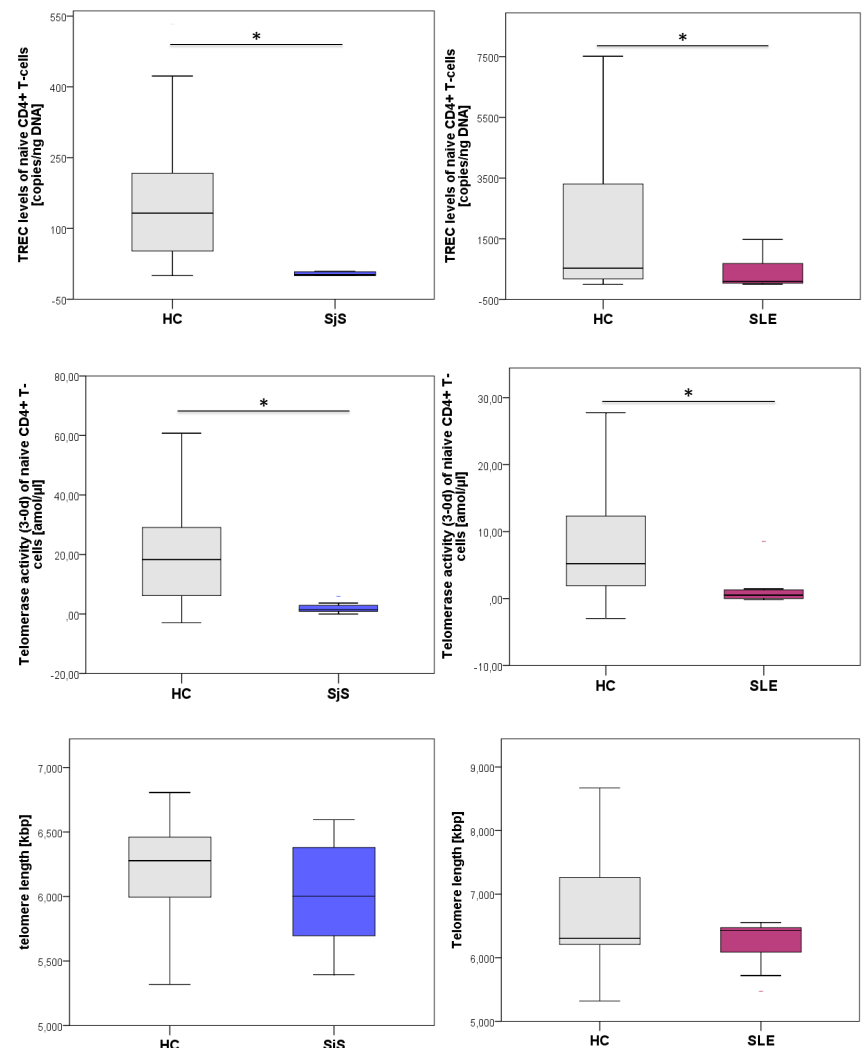 TREC levels of naive CD4+ T-cells
[copies/ng DNA]
550
400
250
100
-50
*
HC
SjS
TREC levels of naive CD4+ T-cells
[copies/ng DNA]
7500
5500
3500
1500
-500
*
HC
SLE
Telomerase activity (3-0d) of naive CD4+ T-
cells [amol/µl]
80,00
60,00
40,00
20,00
,00
-20,00
*
HC
SjS
Telomerase activity (3-0d) of niaive CD4+ T-
cells [amol/µl]
30,00
20,00
10,00
,00
-10,00
*
HC
SLE
telomere length [kbp]
7,000
6,500
6,000
5,500
5,000
HC
SjS
Telomere length [kbp]
9,000
8,000
7,000
6,000
5,000
HC
SLE